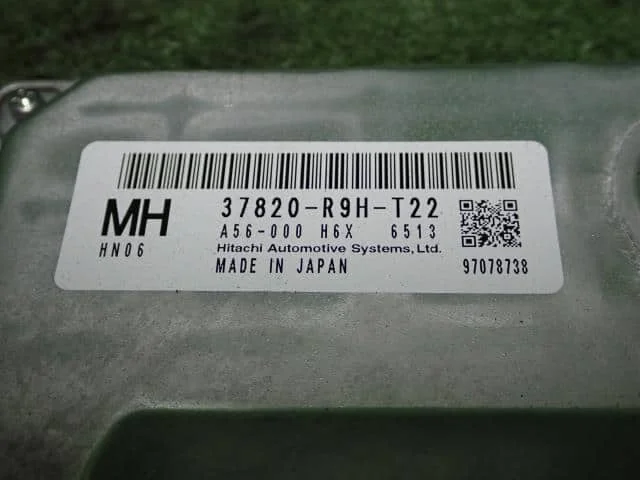 MH 37820-R9H-T22
HN06 A56-000 H6X 6513
Hitachi Automotive Systems,Ltd.
MADE IN JAPAN 97078738